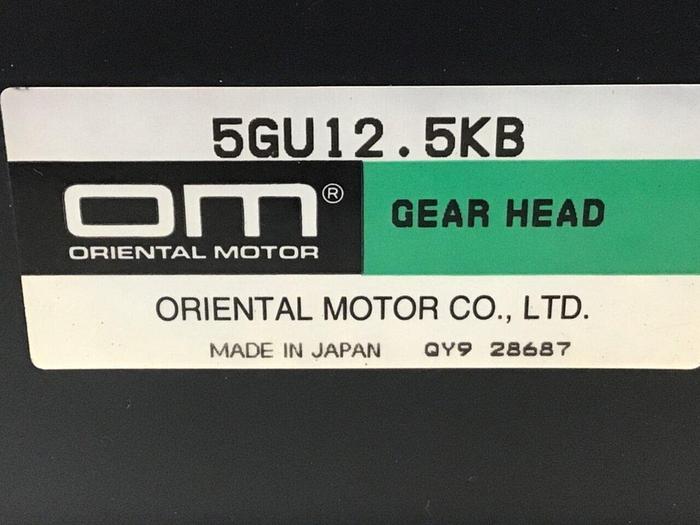 5GU12.5KB
om® GEAR HEAD
ORIENTAL MOTOR
ORIENTAL MOTOR CO., LTD.
MADE IN JAPAN QY9 28687